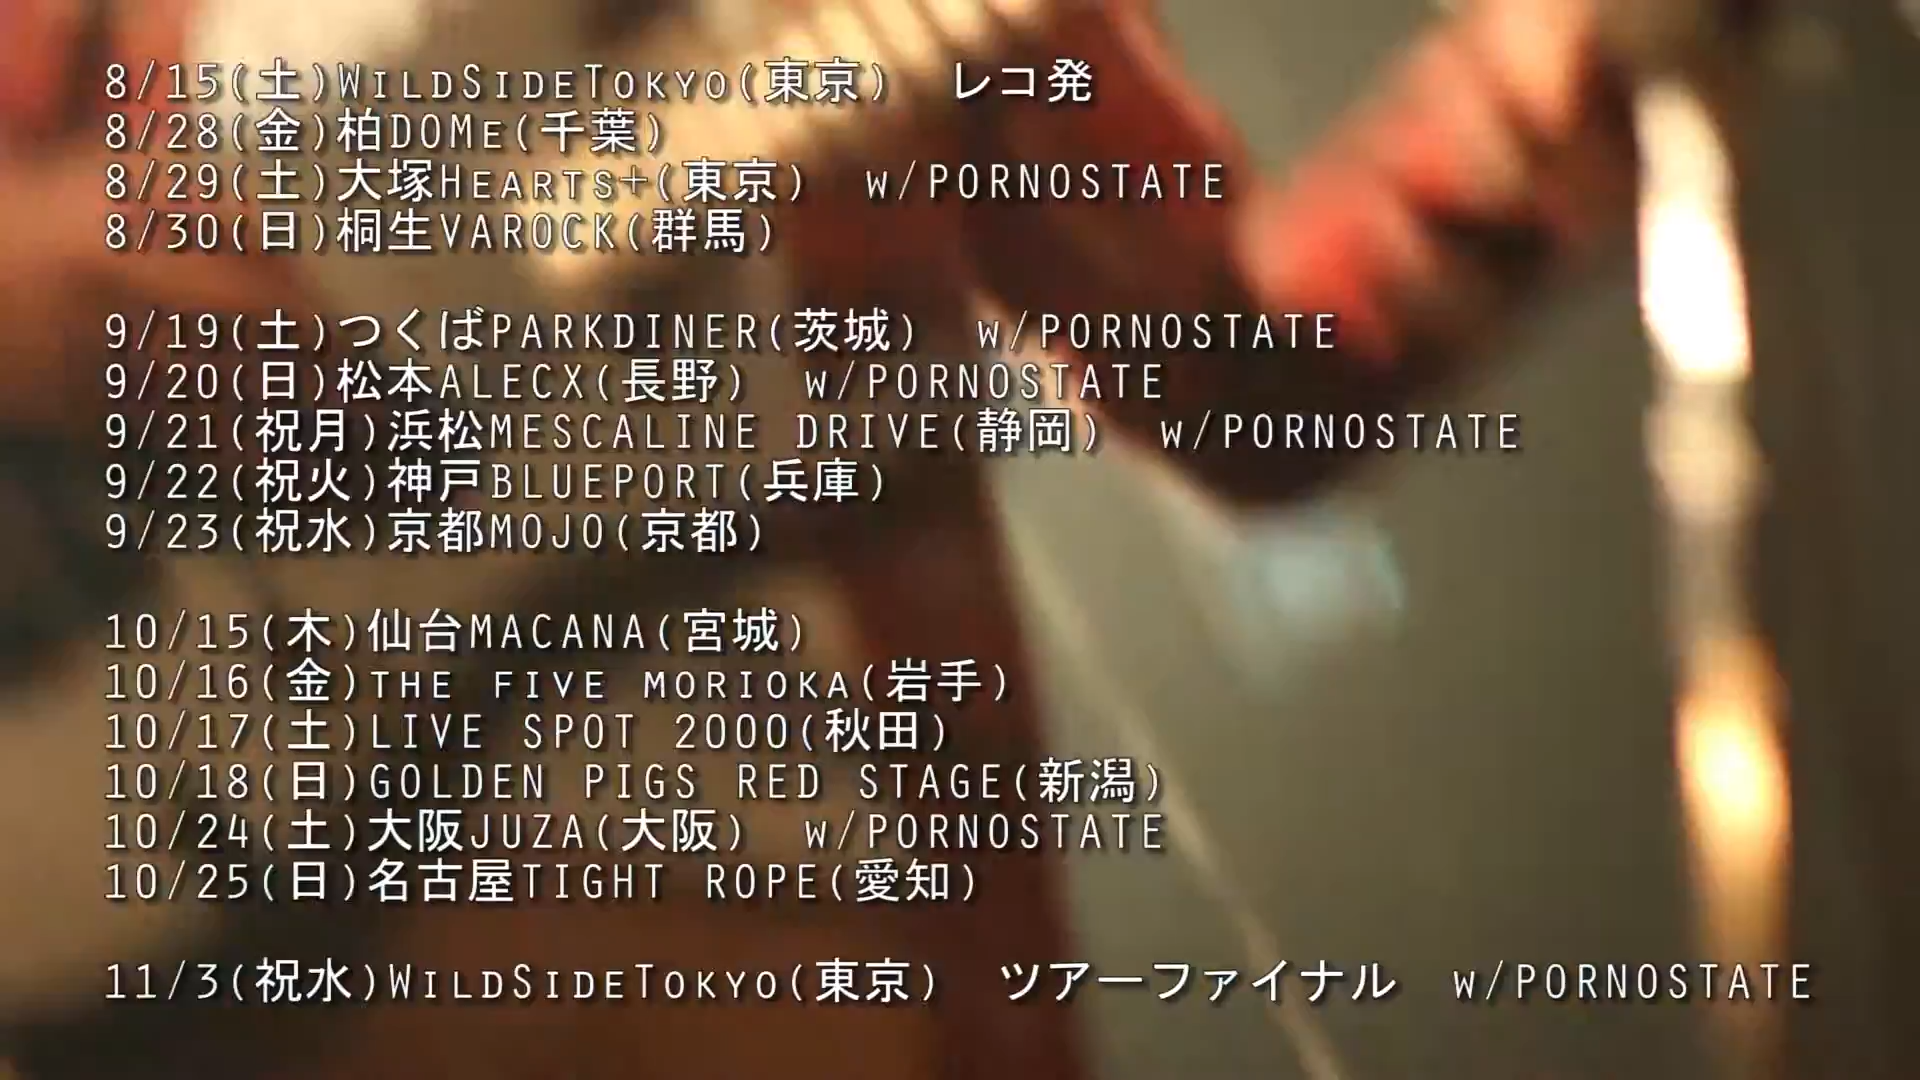 8/15(土)WildSideTokyo(東京)　レコ発
8/28(金)柏DOMe(千葉)
8/29(土)大塚Hearts+(東京)　w/PORNOSTATE
8/30(日)桐生VAROCK(群馬)
9/19(土)つくばPARKDINER(茨城)　w/PORNOSTATE
9/20(日)松本ALECX(長野)　w/PORNOSTATE
9/21(祝月)浜松MESCALINE DRIVE(静岡)　w/PORNOSTATE
9/22(祝火)神戸BLUEPORT(兵庫)
9/23(祝水)京都MOJO(京都)
10/15(木)仙台MACANA(宮城)
10/16(金)the five morioka(岩手)
10/17(土)LIVE SPOT 2000(秋田)
10/18(日)GOLDEN PIGS RED STAGE(新潟)
10/24(土)大阪JUZA(大阪)　w/PORNOSTATE
10/25(日)名古屋TIGHT ROPE(愛知)
11/3(祝水)WildSideTokyo(東京)　ツアーファイナル　w/PORNOSTATE